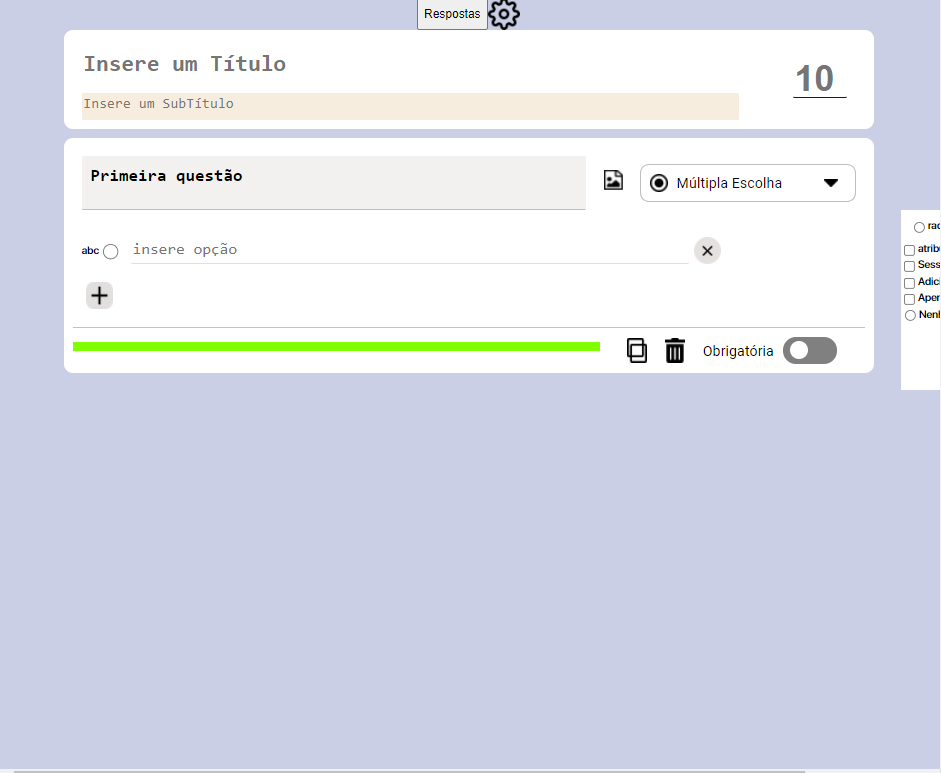 Respostas
Insere um Título
10
Insere um SubTítulo
Primeira questão
Múltipla Escolha
abc
insere opção
Obrigatória
rac
atrib
Sess
Adici
Aper
Nenh